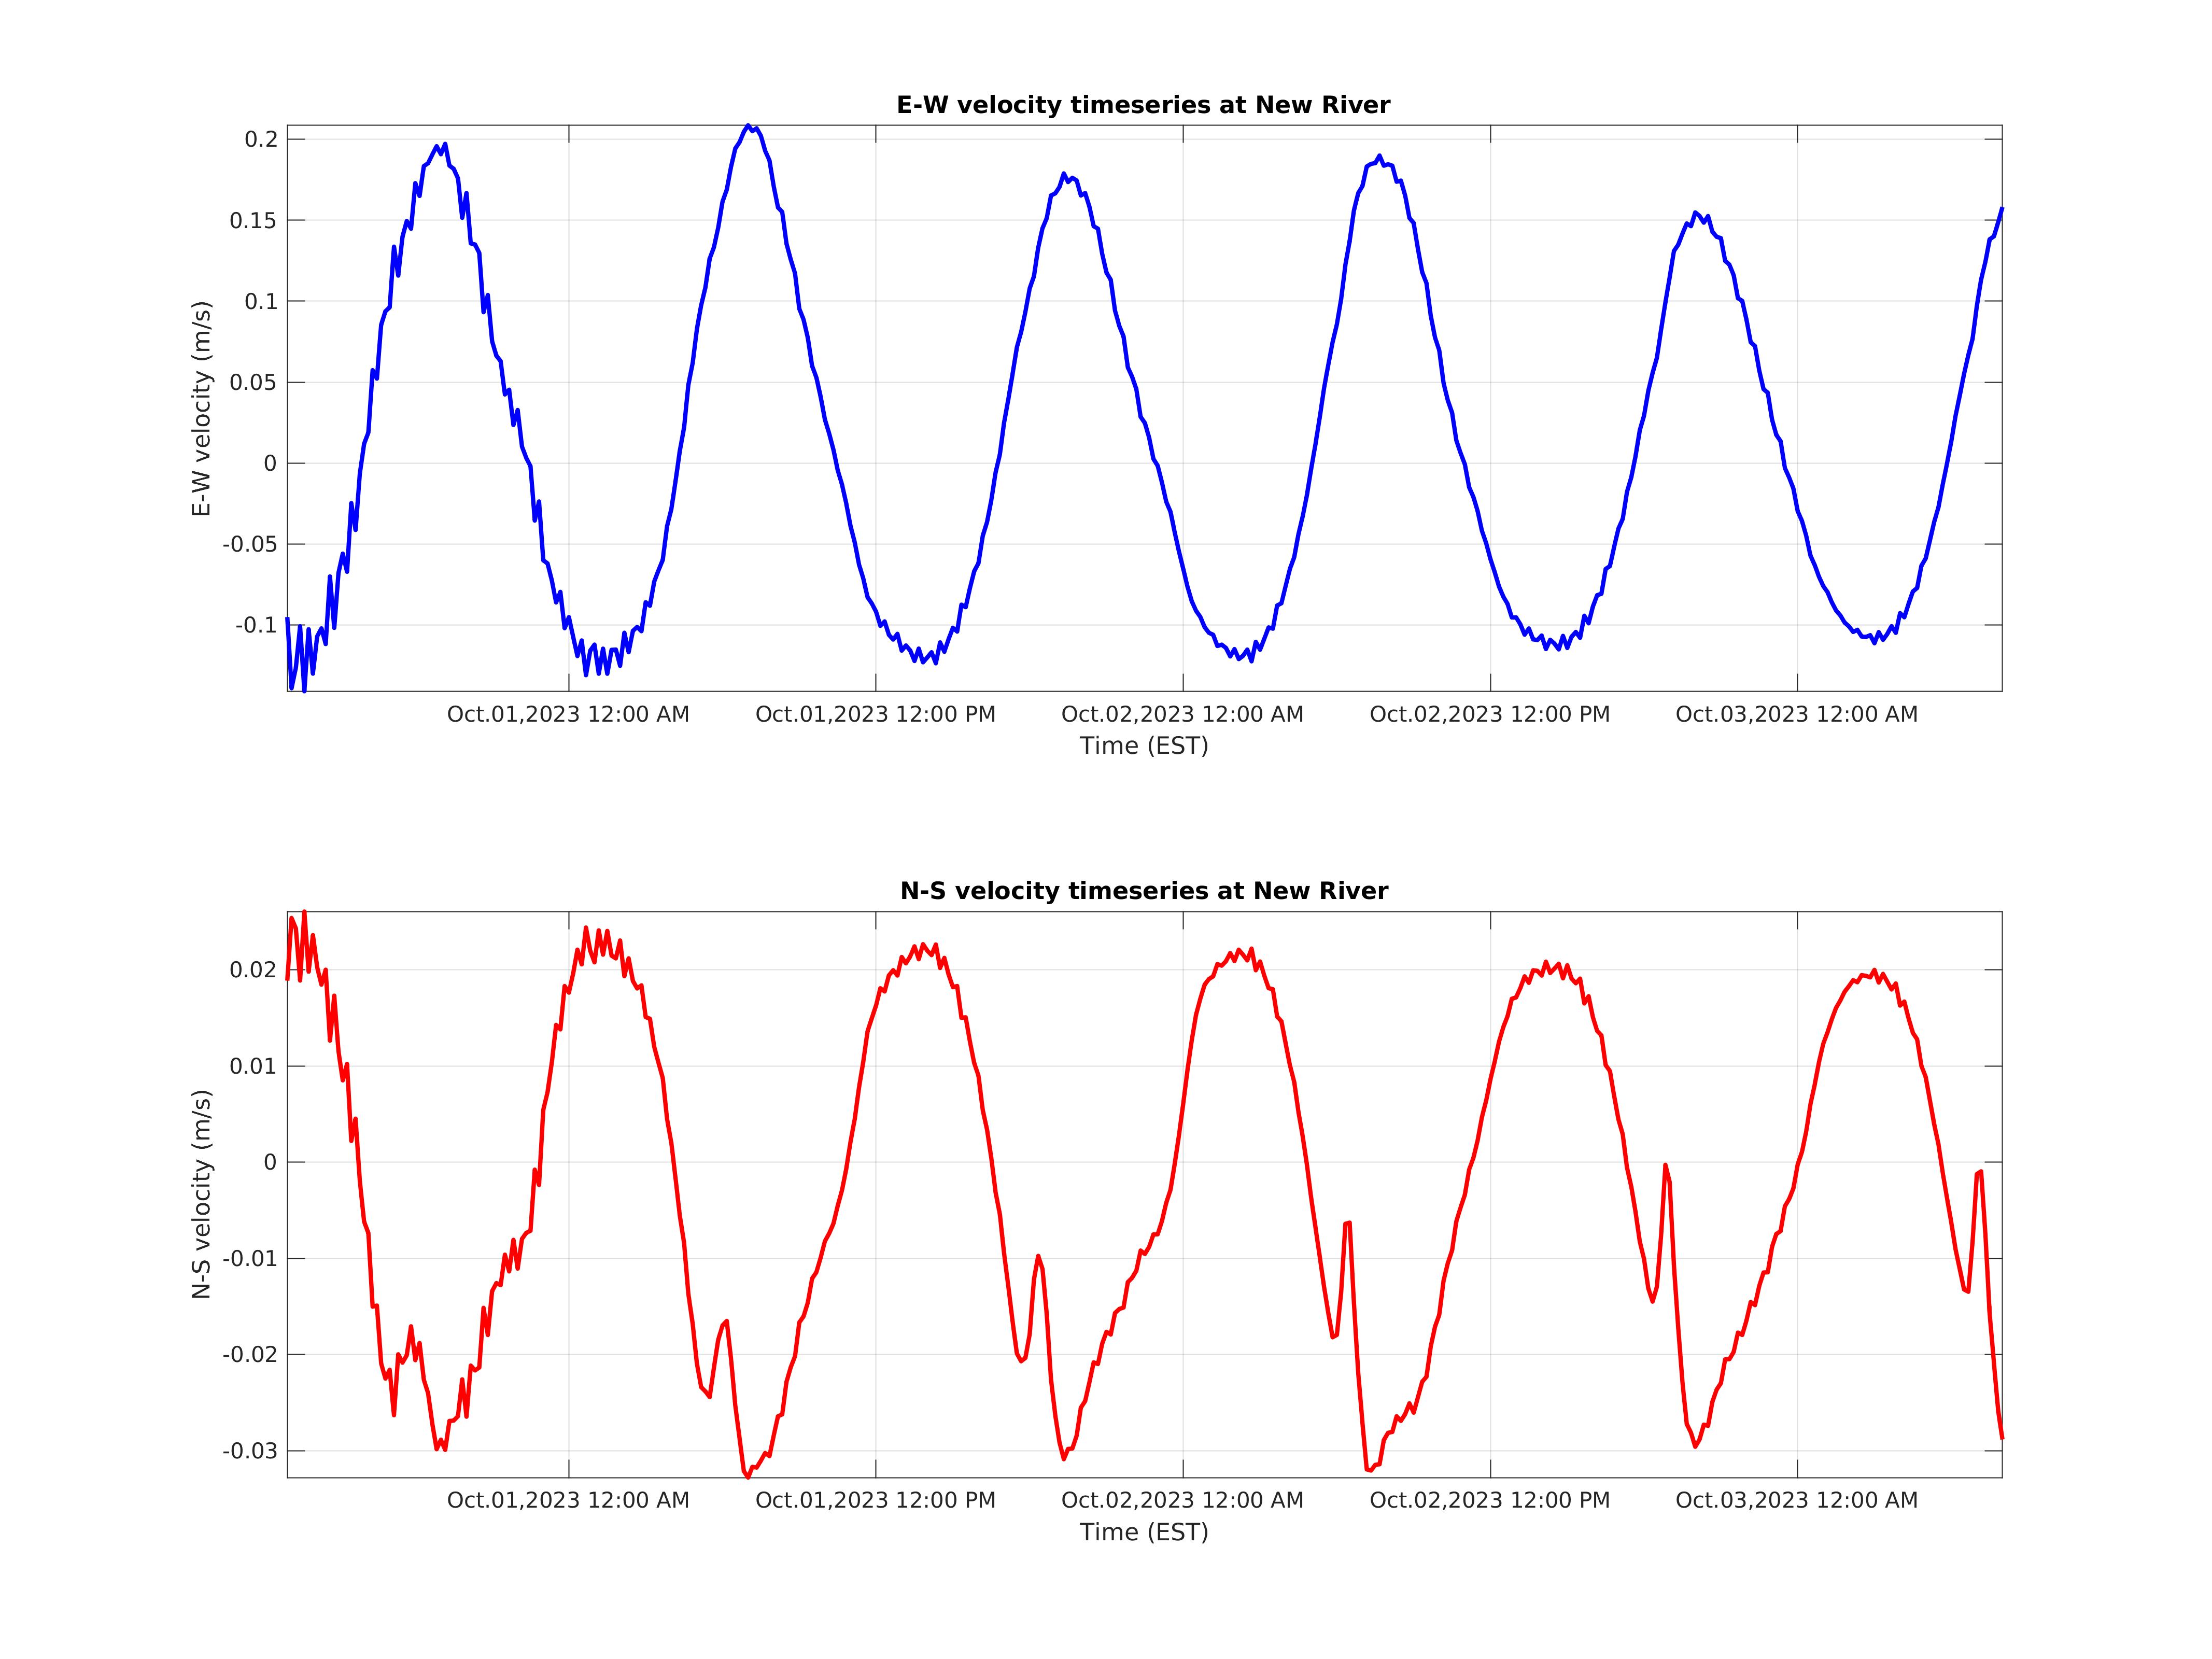 E-W velocity timeseries at New River
0.2
0.15
0.1
0.05
0
-0.05
-0.1
E-W velocity (m/s)
Oct.01,2023 12:00 AM Oct.01,2023 12:00 PM Oct.02,2023 12:00 AM Oct.02,2023 12:00 PM Oct.03,2023 12:00 AM
Time (EST)
N-S velocity timeseries at New River
0.02
0.01
0
-0.01
-0.02
-0.03
N-S velocity (m/s)
Oct.01,2023 12:00 AM Oct.01,2023 12:00 PM Oct.02,2023 12:00 AM Oct.02,2023 12:00 PM Oct.03,2023 12:00 AM
Time (EST)